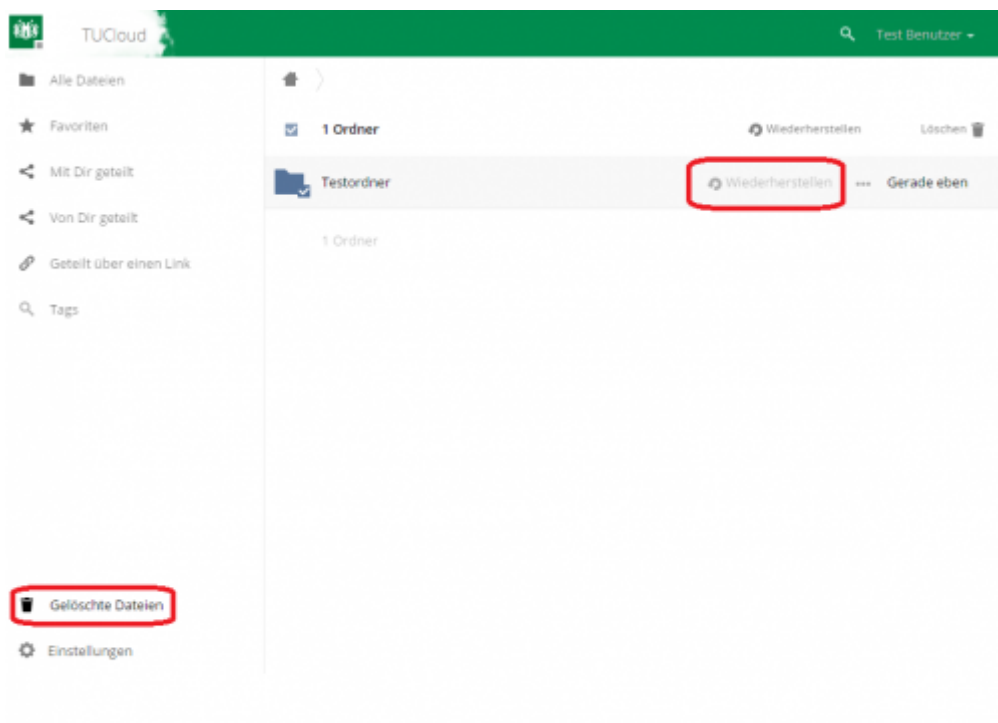 TUCloud
Test Benutzer
Alle Dateien
Favoriten
Mit Dir geteilt
Von Dir geteilt
Geteilt über einen Link
Tags
Gelöschte Dateien
Einstellungen
1 Ordner Wiederherstellen Löschen
Testordner Wiederherstellen ... Gerade eben
1 Ordner